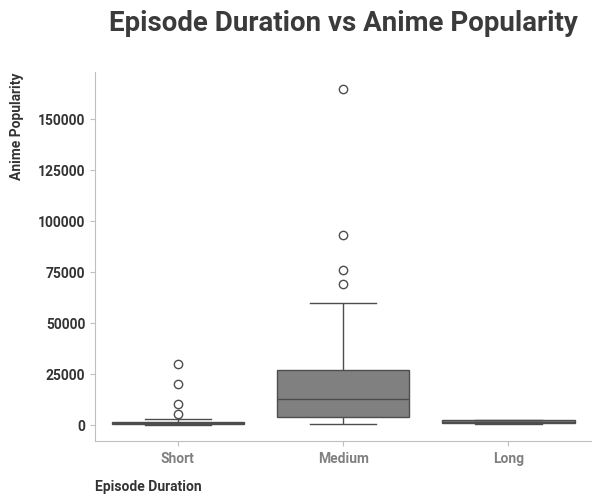 Episode Duration vs Anime Popularity
Anime Popularity
150000
125000
100000
75000
50000
25000
0
Short Medium Long
Episode Duration